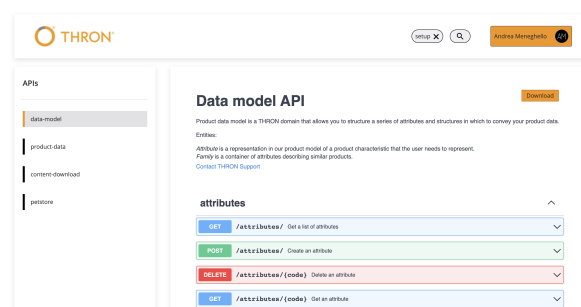 THRON
setup
Andrea Meneghello AM
APIs
data-model
product-data
content-download
petstore
Data model API
Download
Product data model is a THRON domain that allows you to structure a series of attributes and structures in which to convey your product data.
Entities:
Attribute is a representation in our product model of a product characteristic that the user needs to represent.
Family is a container of attributes describing similar products.
Contact THRON Support
attributes
GET /attributes/ Get a list of attributes
POST /attributes/ Create an attribute
DELETE /attributes/{code} Delete an attribute
GET /attributes/{code} Get an attribute